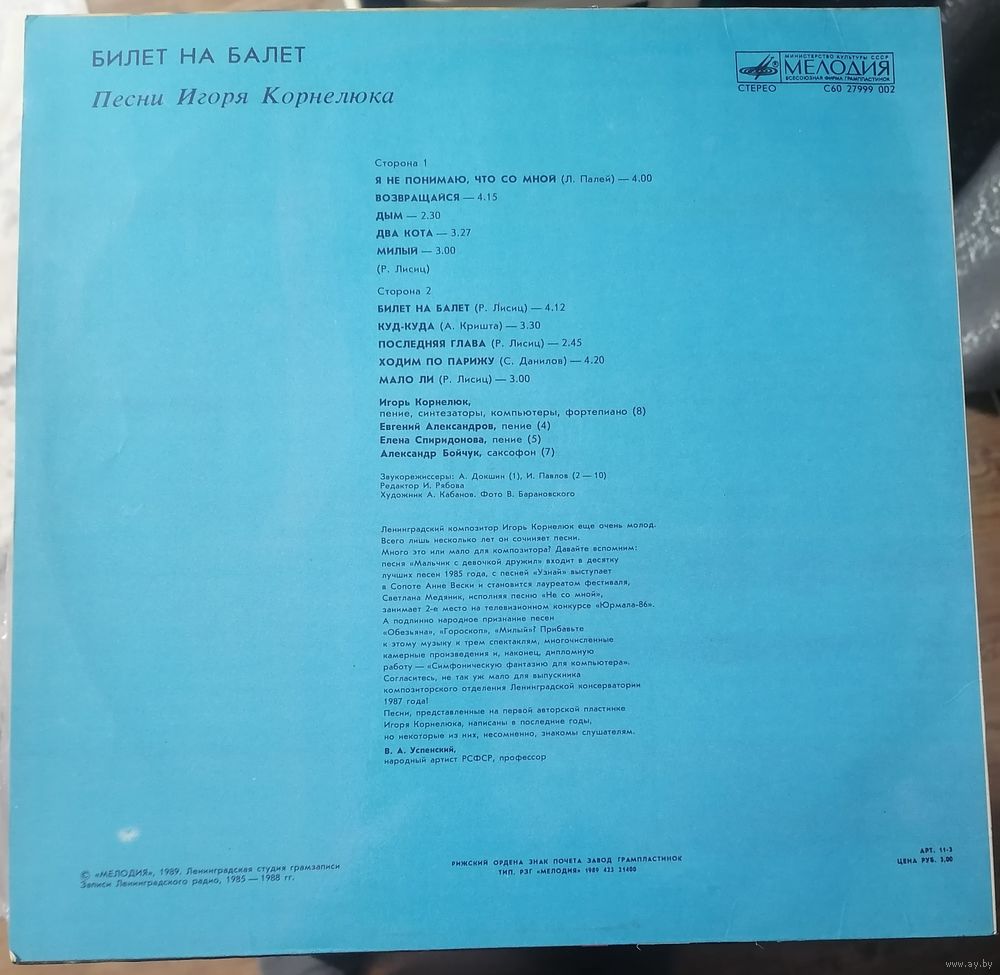 БИЛЕТ НА БАЛЕТ
Песни Игоря Корнелюка
МИНИСТЕРСТВО КУЛЬТУРЫ СССР
МЕЛОДИЯ
ВСЕСОЮЗНАЯ ФИРМА ГРАМПЛАСТИНОК
СТЕРЕО С60 27999 002
Сторона 1
Я НЕ ПОНИМАЮ, ЧТО СО МНОЙ (Л. Палей) — 4.00
ВОЗВРАЩАЙСЯ — 4.15
ДЫМ — 2.30
ДВА КОТА — 3.27
МИЛЫЙ — 3.00
(Р. Лисиц)
Сторона 2
БИЛЕТ НА БАЛЕТ (Р. Лисиц) — 4.12
КУД-КУДА (А. Кришта) — 3.30
ПОСЛЕДНЯЯ ГЛАВА (Р. Лисиц) — 2.45
ХОДИМ ПО ПАРИЖУ (С. Данилов) — 4.20
МАЛО ЛИ (Р. Лисиц) — 3.00
Игорь Корнелюк,
пение, синтезаторы, компьютеры, фортепиано (8)
Евгений Александров, пение (4)
Елена Спиридонова, пение (5)
Александр Бойчук, саксофон (7)
Звукорежиссеры: А. Докшин (1), И. Павлов (2 — 10)
Редактор И. Рябова
Художник А. Кабанов. Фото В. Барановского
Ленинградский композитор Игорь Корнелюк еще очень молод.
Всего лишь несколько лет он сочиняет песни.
Много это или мало для композитора? Давайте вспомним:
песня «Мальчик с девочкой дружил» входит в десятку
лучших песен 1985 года, с песней «Узнай» выступает
в Сопоте Анне Вески и становится лауреатом фестиваля,
Светлана Медяник, исполняя песню «Не со мной»,
занимает 2-е место на телевизионном конкурсе «Юрмала-86».
А подлинно народное признание песен
«Обезьяна», «Гороскоп», «Милый»? Прибавьте
к этому музыку к трем спектаклям, многочисленные
камерные произведения и, наконец, дипломную
работу — «Симфоническую фантазию для компьютера».
Согласитесь, не так уж мало для выпускника
композиторского отделения Ленинградской консерватории
1987 года!
Песни, представленные на первой авторской пластинке
Игоря Корнелюка, написаны в последние годы,
но некоторые из них, несомненно, знакомы слушателям.
В. А. Успенский,
народный артист РСФСР, профессор
© «МЕЛОДИЯ», 1989. Ленинградская студия грамзаписи
Записи Ленинградского радио, 1985 — 1988 гг.
РИЖСКИЙ ОРДЕНА ЗНАК ПОЧЕТА ЗАВОД ГРАМПЛАСТИНОК
ТИП. РЗГ «МЕЛОДИЯ» 1989 423 21400
АРТ. 11-3
ЦЕНА РУБ. 3,00
www.ay.by